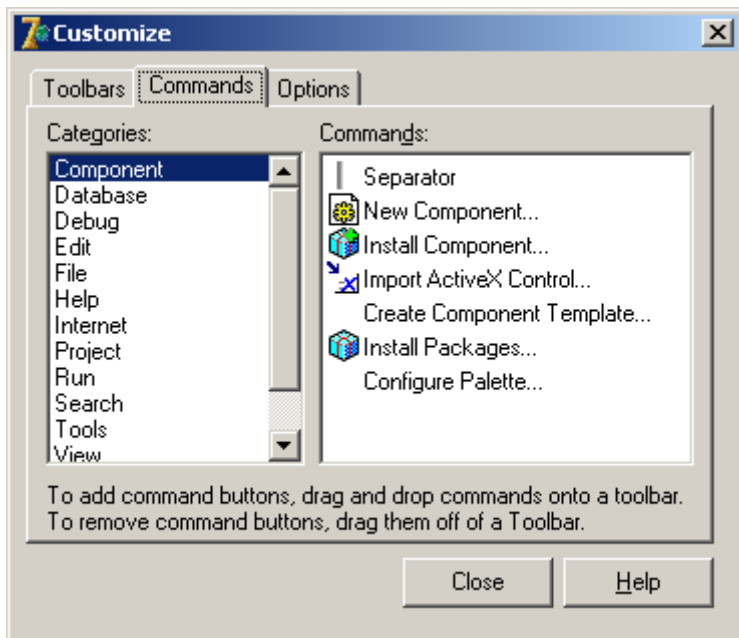 Customize
Toolbars Commands Options
Categories: Commands:
Component
Database
Debug
Edit
File
Help
Internet
Project
Run
Search
Tools
View
Separator
New Component...
Install Component...
Import ActiveX Control...
Create Component Template...
Install Packages...
Configure Palette...
To add command buttons, drag and drop commands onto a toolbar.
To remove command buttons, drag them off of a Toolbar.
Close Help